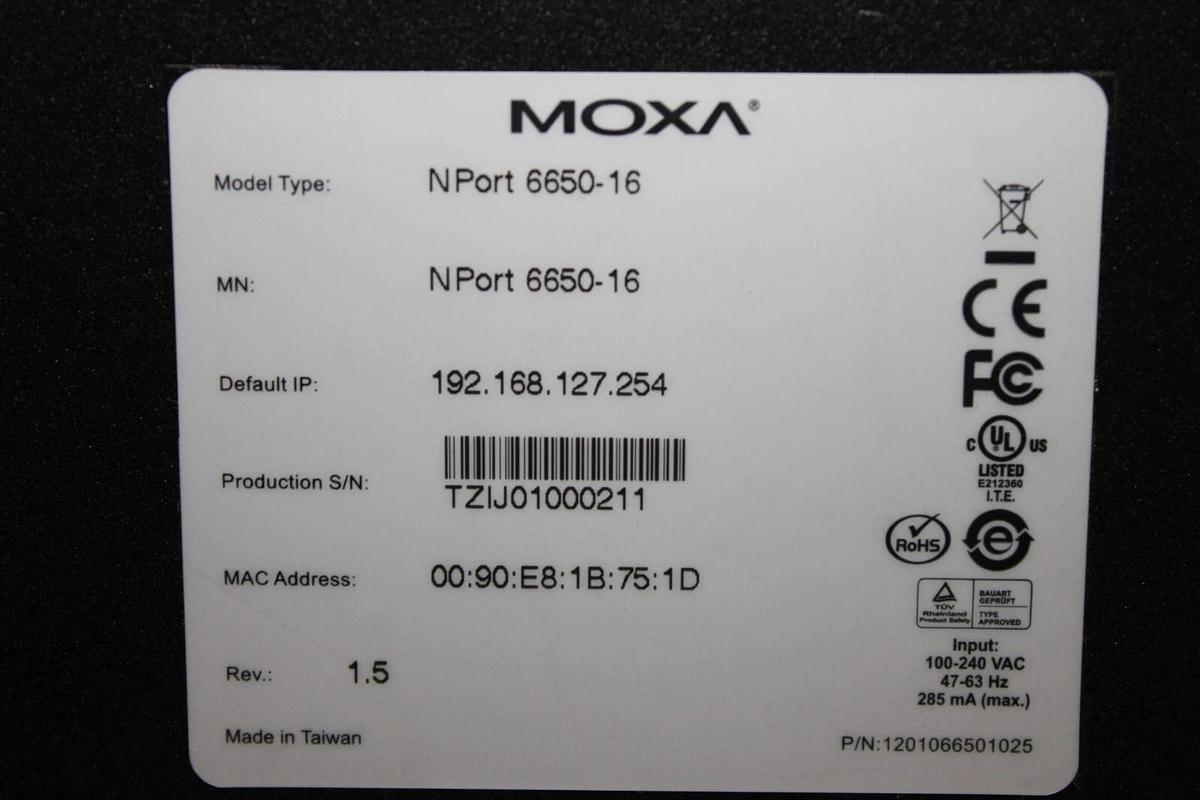 MOXA®
Model Type: NPort 6650-16
MN: NPort 6650-16
Default IP: 192.168.127.254
Production S/N: TZIJ01000211
MAC Address: 00:90:E8:1B:75:1D
Rev.: 1.5
Made in Taiwan
CE
FC
c UL US
LISTED
E212360
I.T.E.
RoHS
e
TÜV
Rheinland
Product Safety
BAUART
GEPRÜFT
TYPE
APPROVED
Input:
100-240 VAC
47-63 Hz
285 mA (max.)
P/N:1201066501025